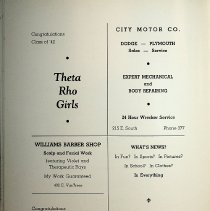 Congratulations
Class of '42
Theta
Rho
Girls
CITY MOTOR CO.
DODGE — PLYMOUTH
Sales — Service
EXPERT MECHANICAL
and
BODY REPAIRING
24 Hour Wrecker Service
215 E. South Phone 377
WILLIAMS BARBER SHOP
Scalp and Facial Work
featuring Violet and
Therapeutic Rays
My Work Guaranteed
WHAT'S NEWS?
In Fun? In Sports? In Pictures?
In School? In Clothes?
In Everything
Congratulations